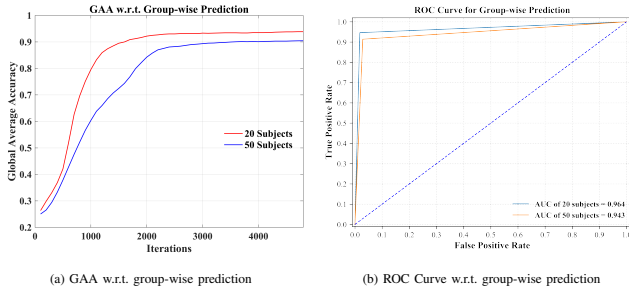 GAA w.r.t. Group-wise Prediction
1
0.9
0.8
0.7
0.6
0.5
0.4
0.3
0.2
Global Average Accuracy
20 Subjects
50 Subjects
0 1000 2000 3000 4000
Iterations
(a) GAA w.r.t. group-wise prediction
ROC Curve for Group-wise Prediction
1.0
0.9
0.8
0.7
0.6
0.5
0.4
0.3
0.2
0.1
0.0
True Positive Rate
AUC of 20 subjects = 0.964
AUC of 50 subjects = 0.943
0.0 0.1 0.2 0.3 0.4 0.5 0.6 0.7 0.8 0.9 1.0
False Positive Rate
(b) ROC Curve w.r.t. group-wise prediction